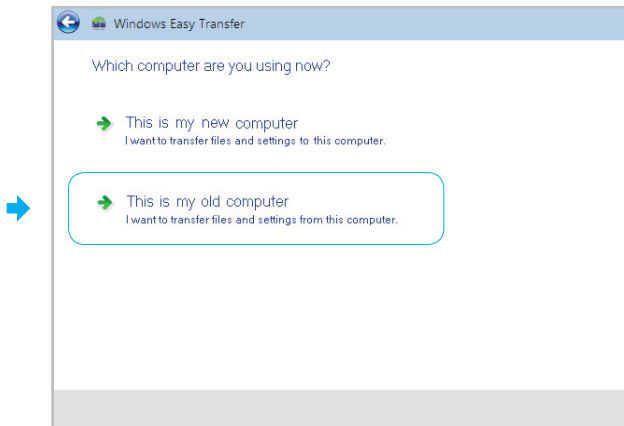 Windows Easy Transfer
Which computer are you using now?
This is my new computer
I want to transfer files and settings to this computer.
This is my old computer
I want to transfer files and settings from this computer.